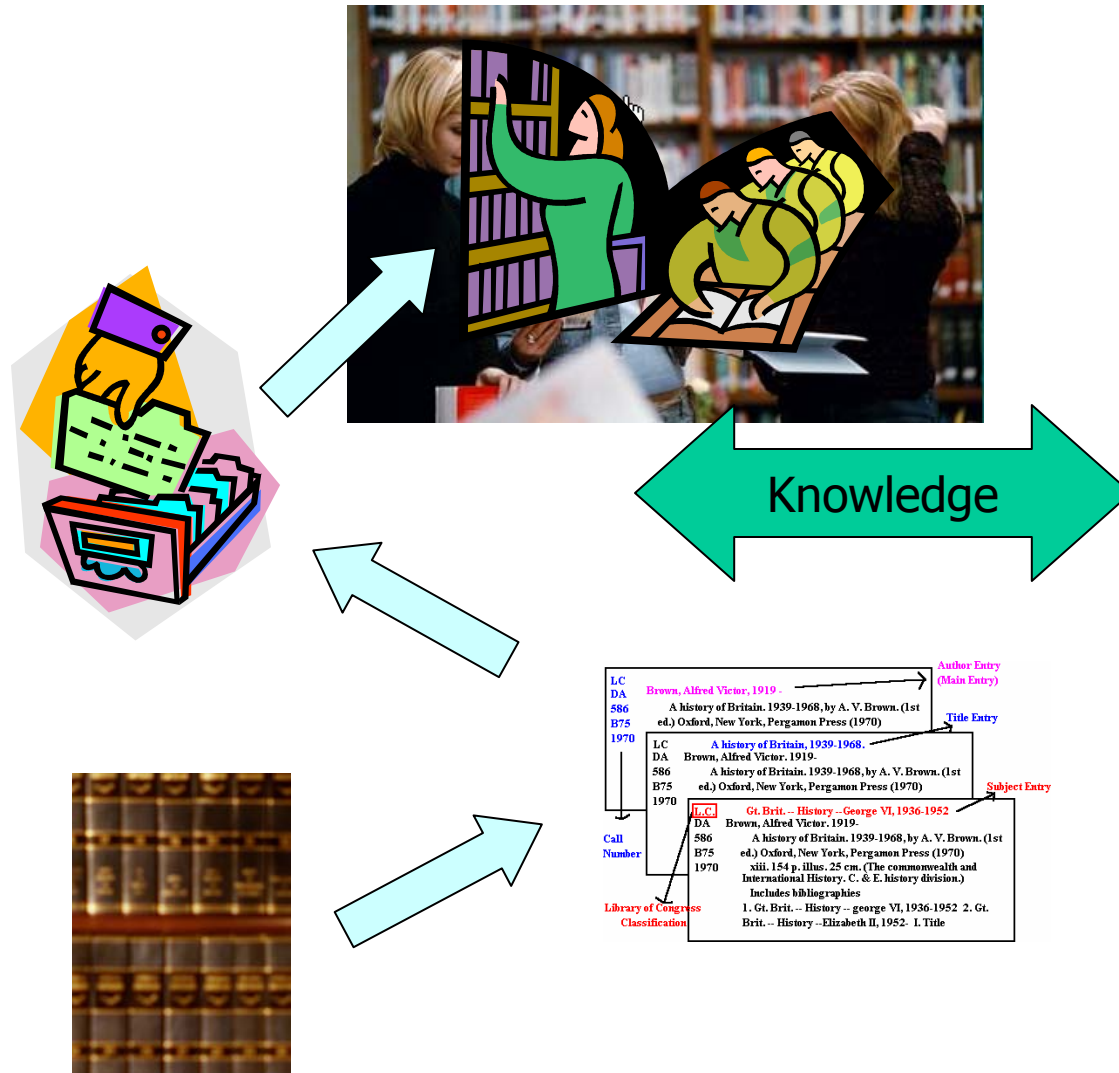 Knowledge
Author Entry
(Main Entry)
LC
DA
586
B75
1970
Brown, Alfred Victor, 1919 -
A history of Britain. 1939-1968, by A. V. Brown. (1st
ed.) Oxford, New York, Pergamon Press (1970)
Title Entry
LC
DA
586
B75
1970
A history of Britain, 1939-1968.
Brown, Alfred Victor. 1919-
A history of Britain. 1939-1968, by A. V. Brown. (1st
ed.) Oxford, New York, Pergamon Press (1970)
Subject Entry
L.C.
DA
586
B75
1970
Gt. Brit. -- History --George VI, 1936-1952
Brown, Alfred Victor. 1919-
A history of Britain. 1939-1968, by A. V. Brown. (1st
ed.) Oxford, New York, Pergamon Press (1970)
xiii. 154 p. illus. 25 cm. (The commonwealth and
International History. C. & E. history division.)
Includes bibliographies
1. Gt. Brit. -- History -- george VI, 1936-1952 2. Gt.
Brit. -- History --Elizabeth II, 1952- I. Title
Call
Number
Library of Congress
Classification